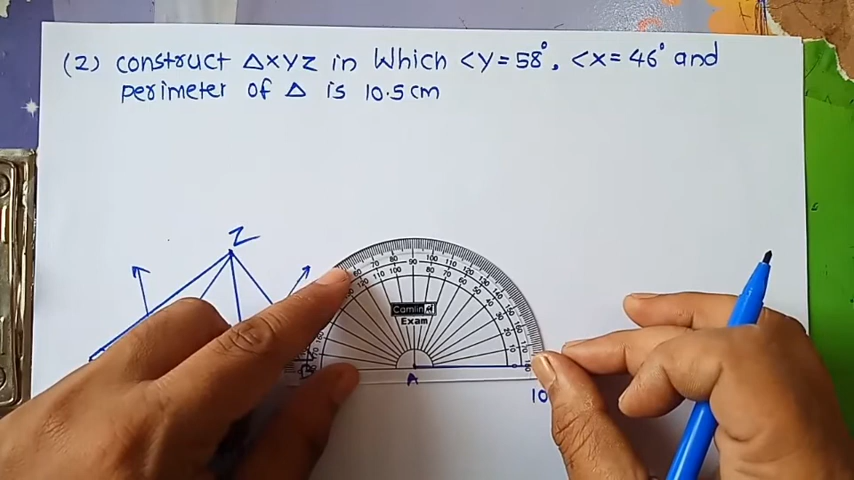 (2) construct △XYZ in Which <Y = 58°, <X = 46° and
perimeter of △ is 10.5 cm
Z
Camlin
Exam
A
10